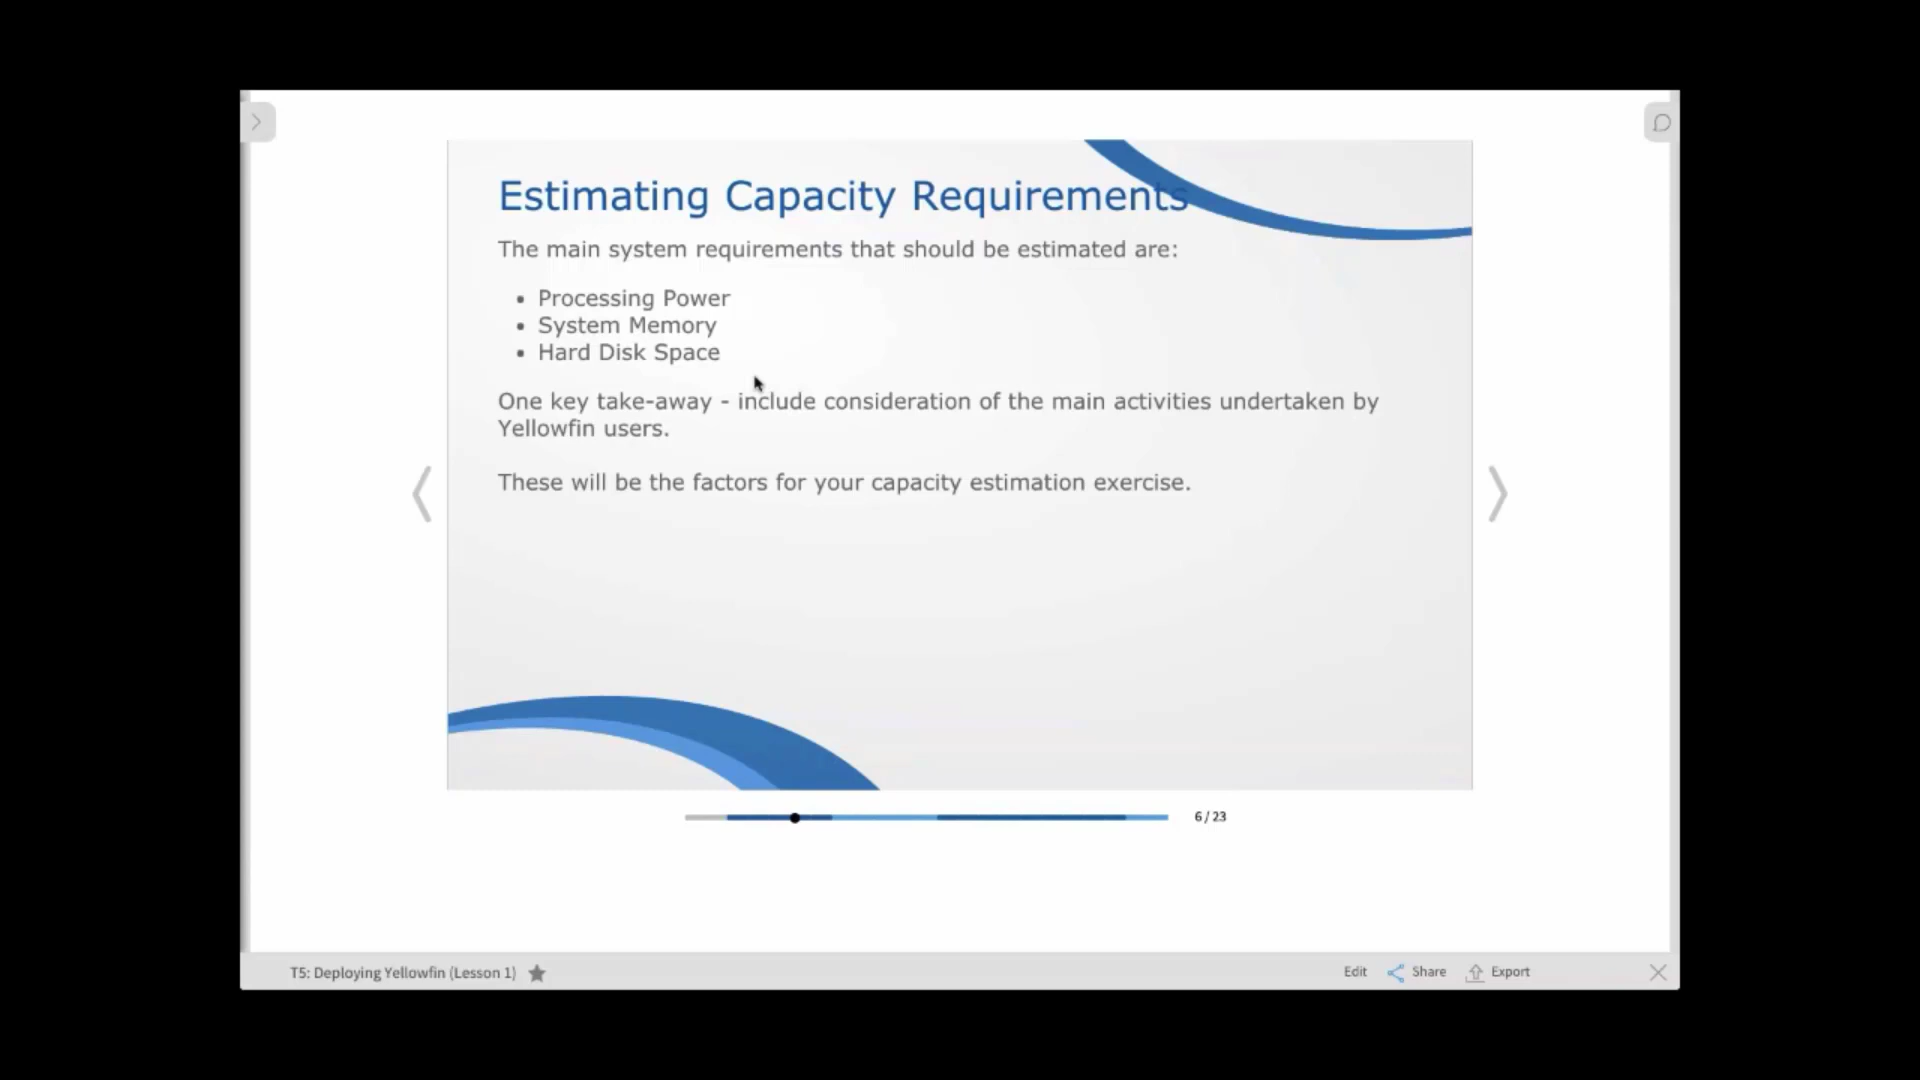 Estimating Capacity Requirements
The main system requirements that should be estimated are:
• Processing Power
• System Memory
• Hard Disk Space
One key take-away - include consideration of the main activities undertaken by
Yellowfin users.
These will be the factors for your capacity estimation exercise.
6 / 23
T5: Deploying Yellowfin (Lesson 1)
Edit
Share
Export